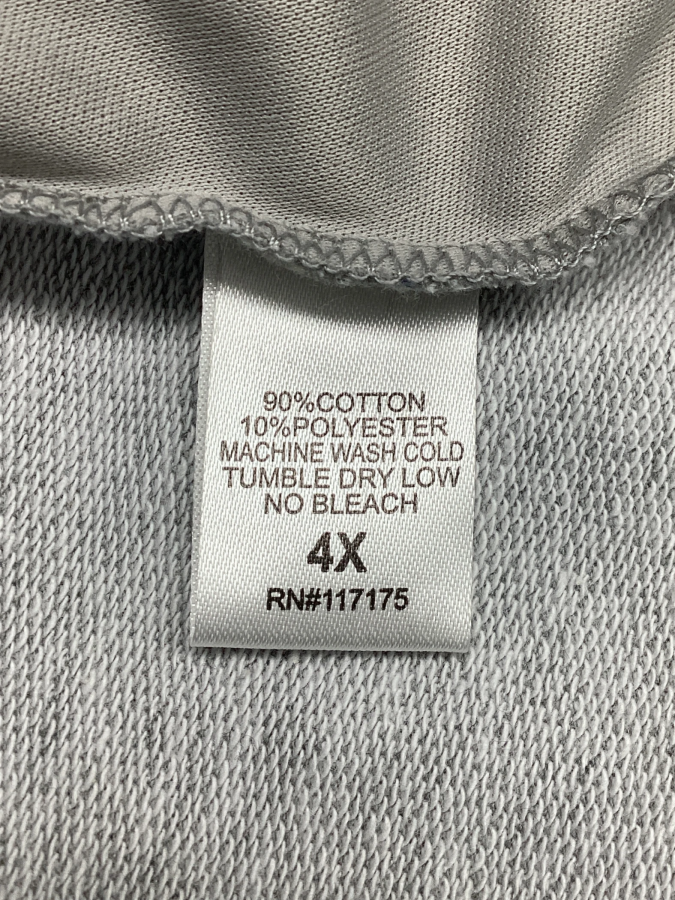 90%COTTON
10%POLYESTER
MACHINE WASH COLD
TUMBLE DRY LOW
NO BLEACH
4X
RN#117175